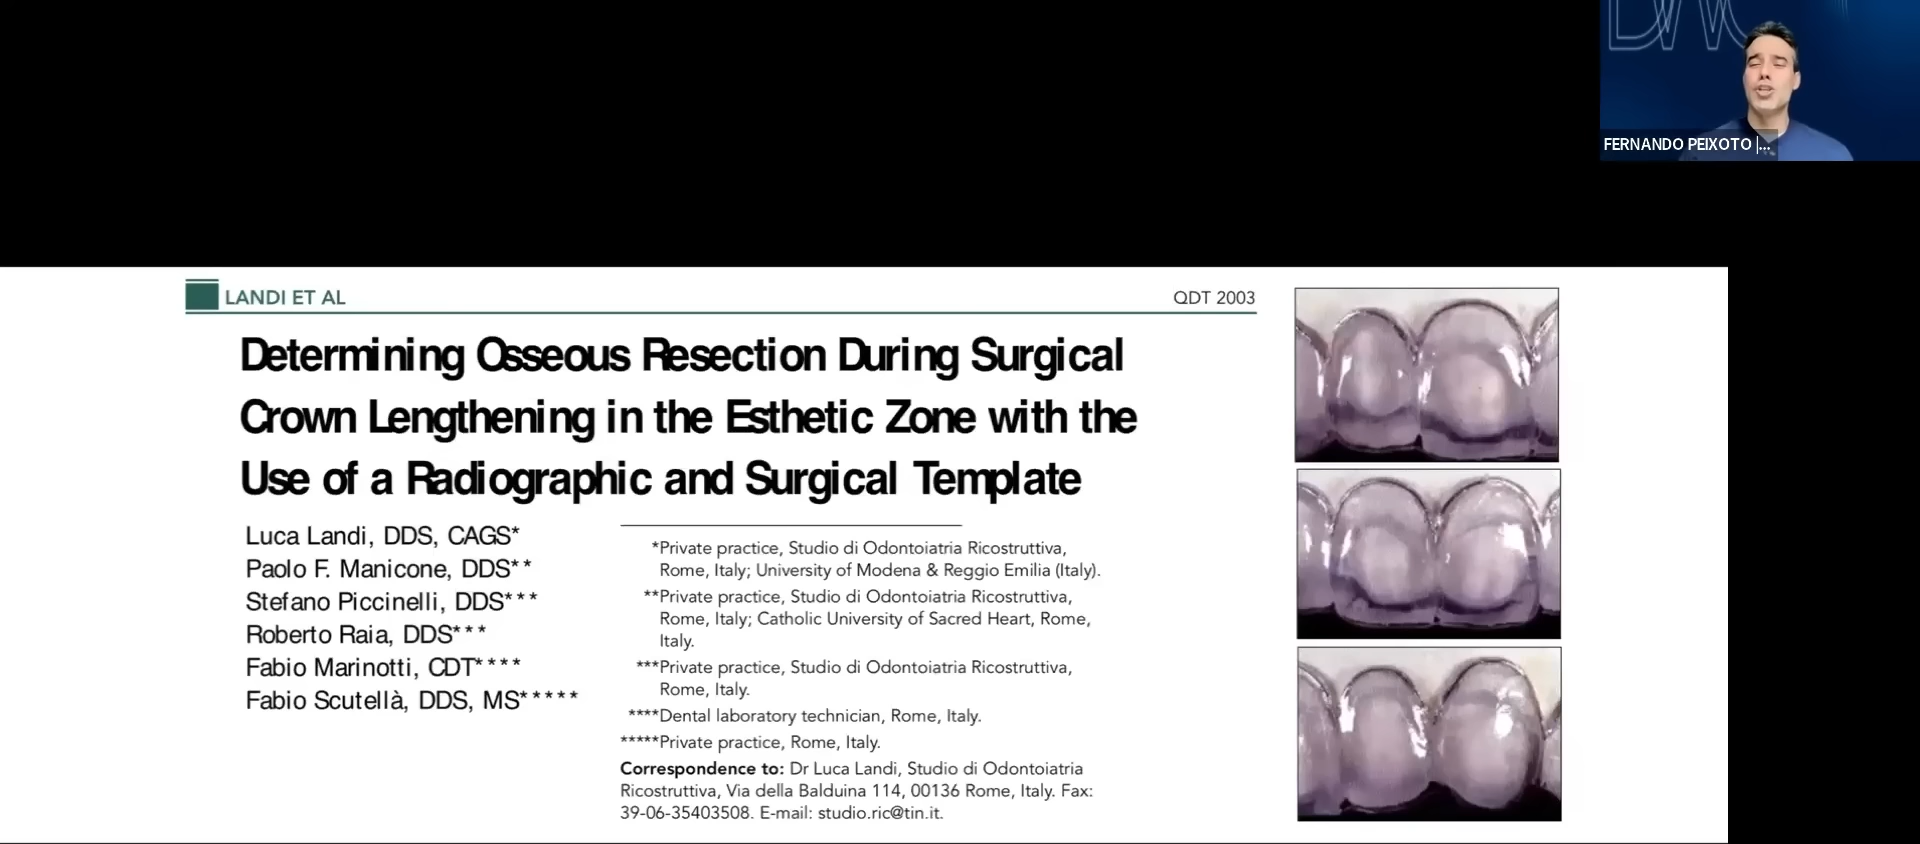 FERNANDO PEIXOTO |...
LANDI ET AL
QDT 2003
Determining Osseous Resection During Surgical
Crown Lengthening in the Esthetic Zone with the
Use of a Radiographic and Surgical Template
Luca Landi, DDS, CAGS*
Paolo F. Manicone, DDS**
Stefano Piccinelli, DDS***
Roberto Raia, DDS***
Fabio Marinotti, CDT****
Fabio Scutellà, DDS, MS*****
*Private practice, Studio di Odontoiatria Ricostruttiva,
Rome, Italy; University of Modena & Reggio Emilia (Italy).
**Private practice, Studio di Odontoiatria Ricostruttiva,
Rome, Italy; Catholic University of Sacred Heart, Rome,
Italy.
***Private practice, Studio di Odontoiatria Ricostruttiva,
Rome, Italy.
****Dental laboratory technician, Rome, Italy.
*****Private practice, Rome, Italy.
Correspondence to: Dr Luca Landi, Studio di Odontoiatria
Ricostruttiva, Via della Balduina 114, 00136 Rome, Italy. Fax:
39-06-35403508. E-mail: studio.ric@tin.it.